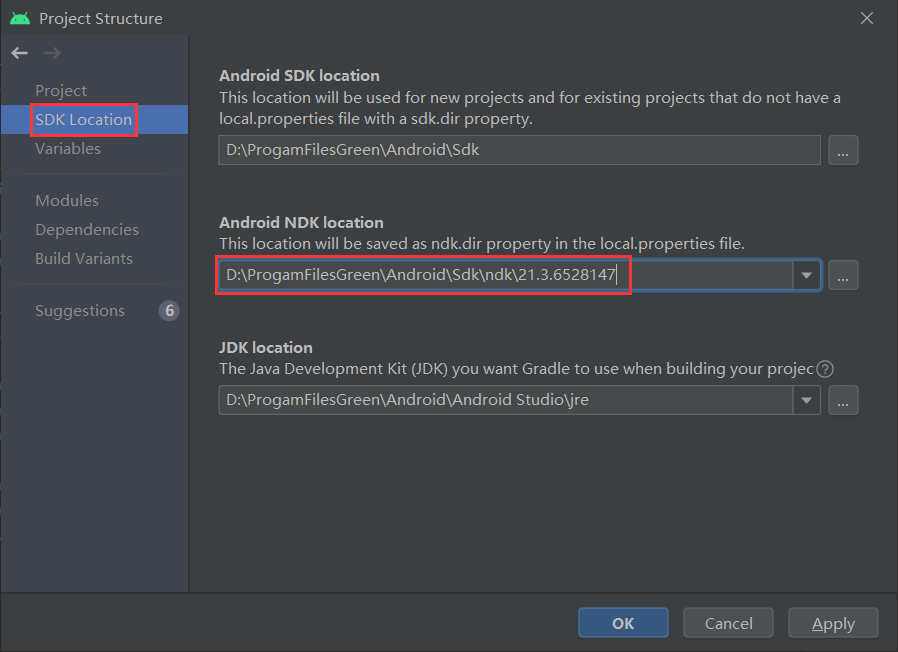 Project Structure
Project
SDK Location
Variables
Modules
Dependencies
Build Variants
Suggestions 6
Android SDK location
This location will be used for new projects and for existing projects that do not have a
local.properties file with a sdk.dir property.
D:\ProgamFilesGreen\Android\Sdk
...
Android NDK location
This location will be saved as ndk.dir property in the local.properties file.
D:\ProgamFilesGreen\Android\Sdk\ndk\21.3.6528147
...
JDK location
The Java Development Kit (JDK) you want Gradle to use when building your projec ?
D:\ProgamFilesGreen\Android\Android Studio\jre
...
OK Cancel Apply